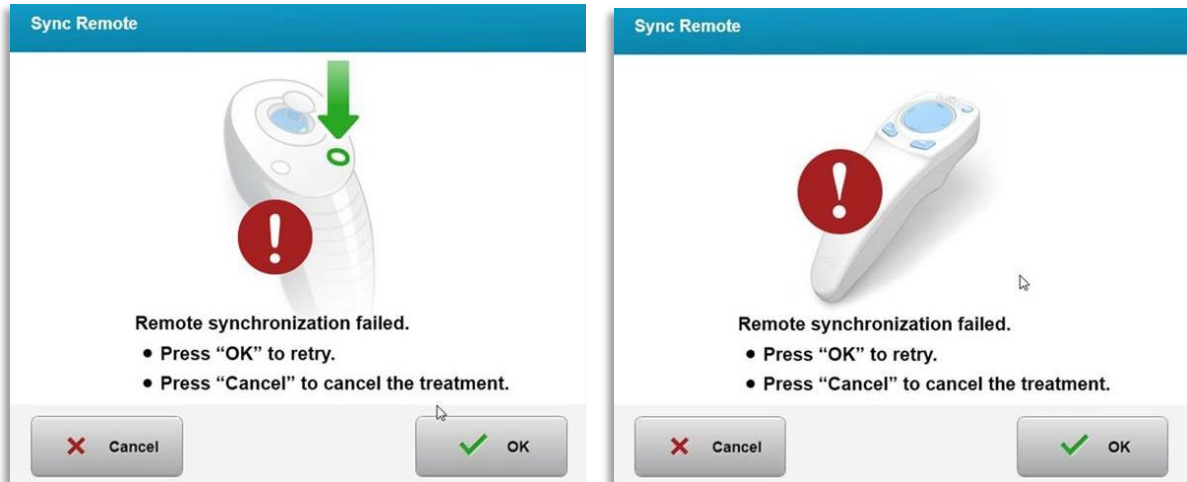 Sync Remote
Remote synchronization failed.
• Press “OK” to retry.
• Press “Cancel” to cancel the treatment.
Cancel
OK
Sync Remote
Remote synchronization failed.
• Press “OK” to retry.
• Press “Cancel” to cancel the treatment.
Cancel
OK